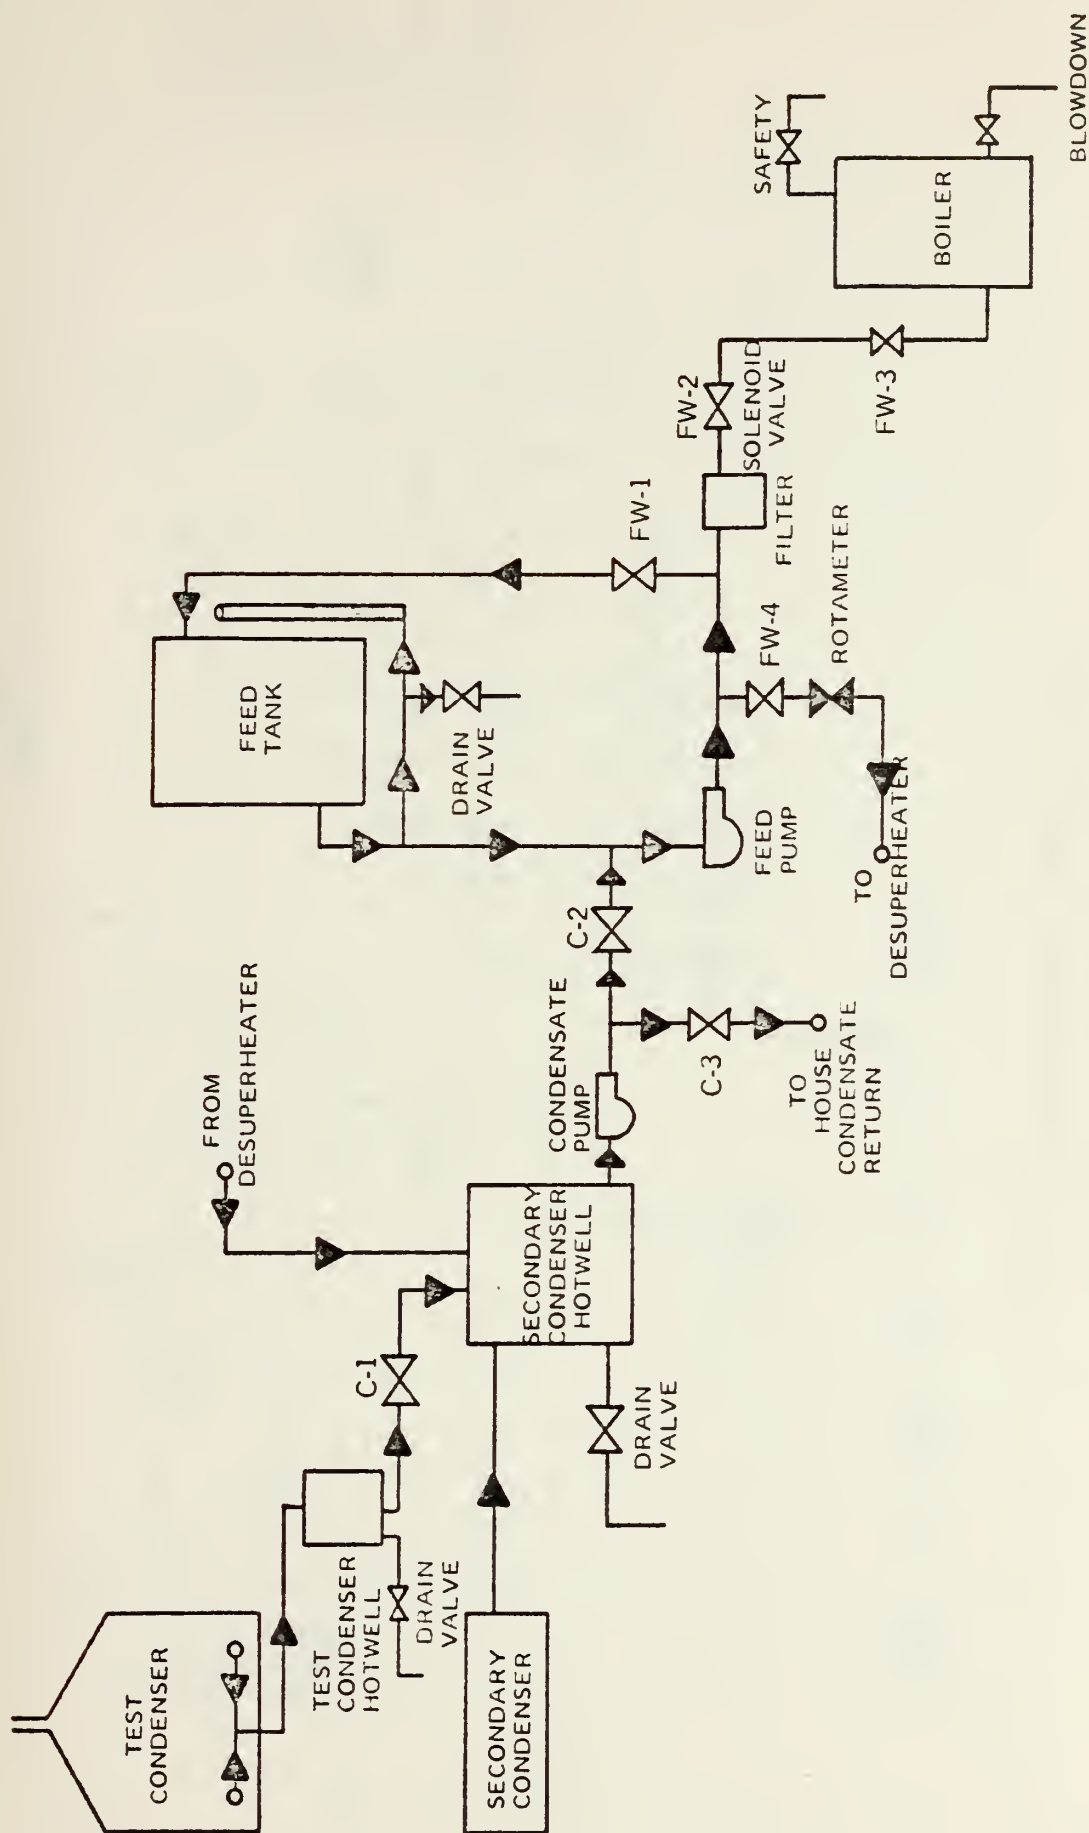 TEST
CONDENSER
TEST
CONDENSER
HOTWELL
DRAIN
VALVE
SECONDARY
CONDENSER
C-1
FROM
DESUPERHEATER
SECONDARY
CONDENSER
HOTWELL
DRAIN
VALVE
CONDENSATE
PUMP
C-2
C-3
TO
HOUSE
CONDENSATE
RETURN
FEED
TANK
DRAIN
VALVE
FEED
PUMP
FW-1
FW-4
ROTAMETER
TO
DESUPERHEATER
FILTER
FW-2
SOLENOID
VALVE
FW-3
SAFETY
BOILER
BLOWDOWN